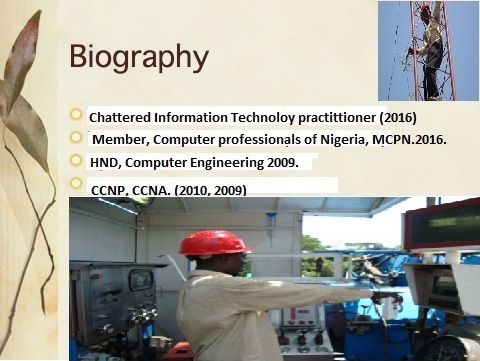 Biography
Chattered Information Technoloy practittioner (2016)
Member, Computer professionals of Nigeria, MCPN.2016.
HND, Computer Engineering 2009.
CCNP, CCNA. (2010, 2009)